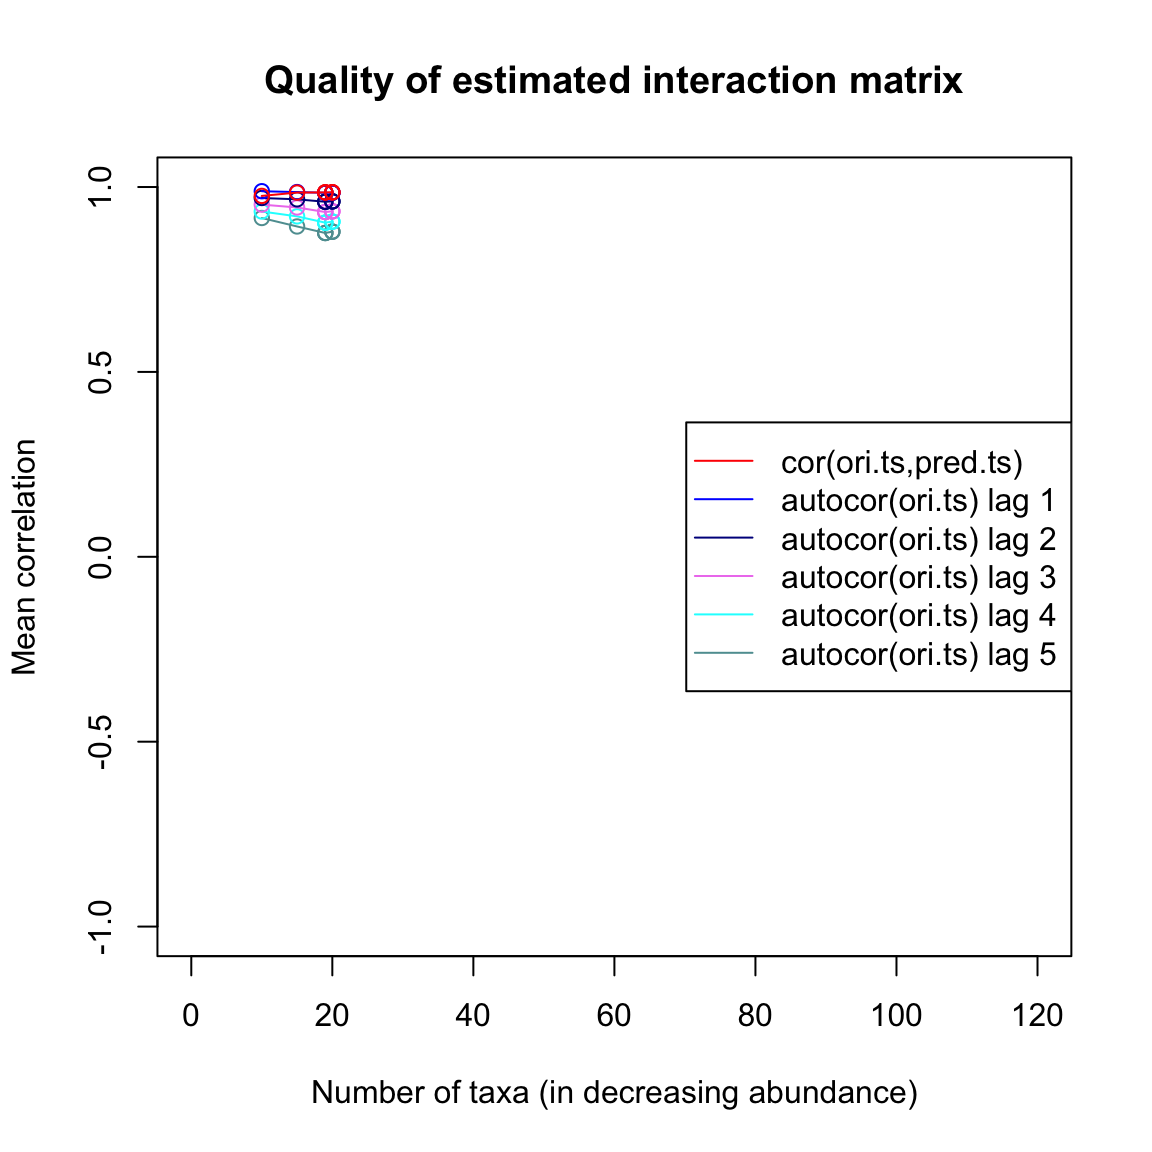 Quality of estimated interaction matrix
1.0
0.5
0.0
-0.5
-1.0
Mean correlation
cor(ori.ts,pred.ts)
autocor(ori.ts) lag 1
autocor(ori.ts) lag 2
autocor(ori.ts) lag 3
autocor(ori.ts) lag 4
autocor(ori.ts) lag 5
0 20 40 60 80 100 120
Number of taxa (in decreasing abundance)